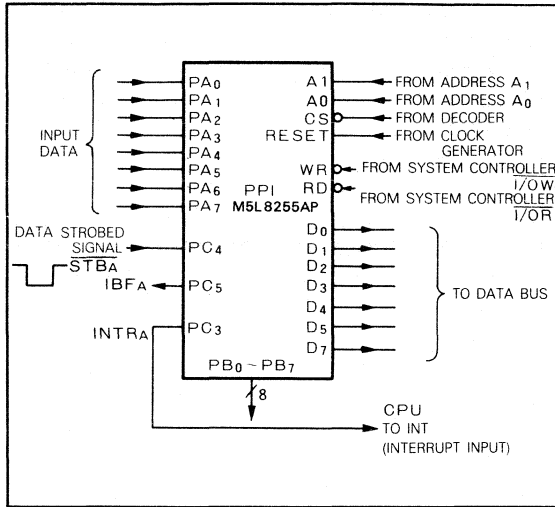 PA0
PA1
PA2
PA3
PA4
PA5
PA6
PA7
INPUT
DATA
DATA STROBED
SIGNAL
STBA
PC4
IBFA
PC5
INTRA
PC3
PPI
M5L8255AP
PB0 ~ PB7
8
A1
FROM ADDRESS A1
A0
FROM ADDRESS A0
CS
FROM DECODER
RESET
FROM CLOCK
GENERATOR
WR
FROM SYSTEM CONTROLLER
I/OW
RD
FROM SYSTEM CONTROLLER
I/OR
D0
D1
D2
D3
D4
D5
D7
TO DATA BUS
CPU
TO INT
(INTERRUPT INPUT)